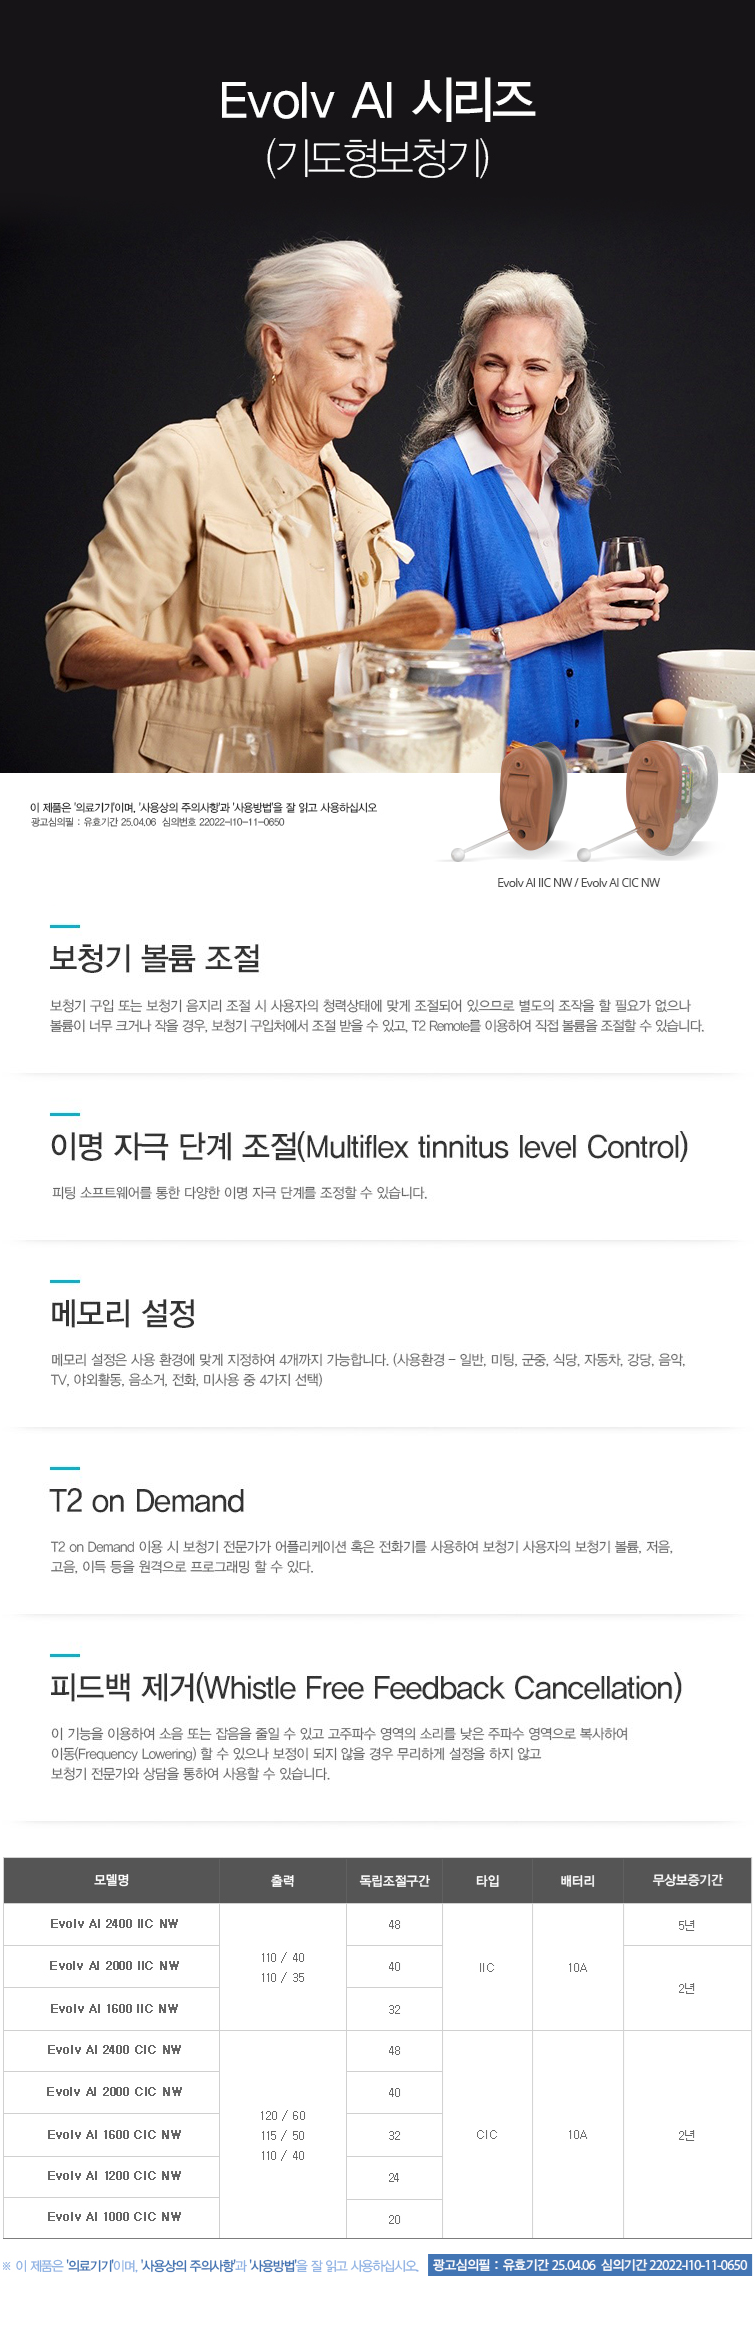 Evolv AI 시리즈
(기도형보청기)
이 제품은 '의료기기'이며, '사용상의 주의사항'과 '사용방법'을 잘 읽고 사용하십시오
광고심의필 : 유효기간 25.04.06 심의번호 22022-I10-11-0650
Evolv AI IIC NW / Evolv AI CIC NW
보청기 볼륨 조절
보청기 구입 또는 보청기 음지리 조절 시 사용자의 청력상태에 맞게 조절되어 있으므로 별도의 조작을 할 필요가 없으나
볼륨이 너무 크거나 작을 경우, 보청기 구입처에서 조절 받을 수 있고, T2 Remote를 이용하여 직접 볼륨을 조절할 수 있습니다.
이명 자극 단계 조절(Multiflex tinnitus level Control)
피팅 소프트웨어를 통한 다양한 이명 자극 단계를 조정할 수 있습니다.
메모리 설정
메모리 설정은 사용 환경에 맞게 지정하여 4개까지 가능합니다. (사용환경 - 일반, 미팅, 군중, 식당, 자동차, 강당, 음악,
TV, 야외활동, 음소거, 전화, 미사용 중 4가지 선택)
T2 on Demand
T2 on Demand 이용 시 보청기 전문가가 어플리케이션 혹은 전화기를 사용하여 보청기 사용자의 보청기 볼륨, 저음,
고음, 이득 등을 원격으로 프로그래밍 할 수 있다.
피드백 제거(Whistle Free Feedback Cancellation)
이 기능을 이용하여 소음 또는 잡음을 줄일 수 있고 고주파수 영역의 소리를 낮은 주파수 영역으로 복사하여
이동(Frequency Lowering) 할 수 있으나 보정이 되지 않을 경우 무리하게 설정을 하지 않고
보청기 전문가와 상담을 통하여 사용할 수 있습니다.
모델명 출력 독립조절구간 타입 배터리 무상보증기간
Evolv AI 2400 IIC NW 48 5년
Evolv AI 2000 IIC NW 110 / 40 40 IIC 10A
110 / 35 2년
Evolv AI 1600 IIC NW 32
Evolv AI 2400 CIC NW 48
Evolv AI 2000 CIC NW 40
120 / 60
Evolv AI 1600 CIC NW 115 / 50 32 CIC 10A 2년
110 / 40
Evolv AI 1200 CIC NW 24
Evolv AI 1000 CIC NW 20
※ 이 제품은 '의료기기'이며, '사용상의 주의사항'과 '사용방법'을 잘 읽고 사용하십시오. 광고심의필 : 유효기간 25.04.06 심의기간 22022-I10-11-0650